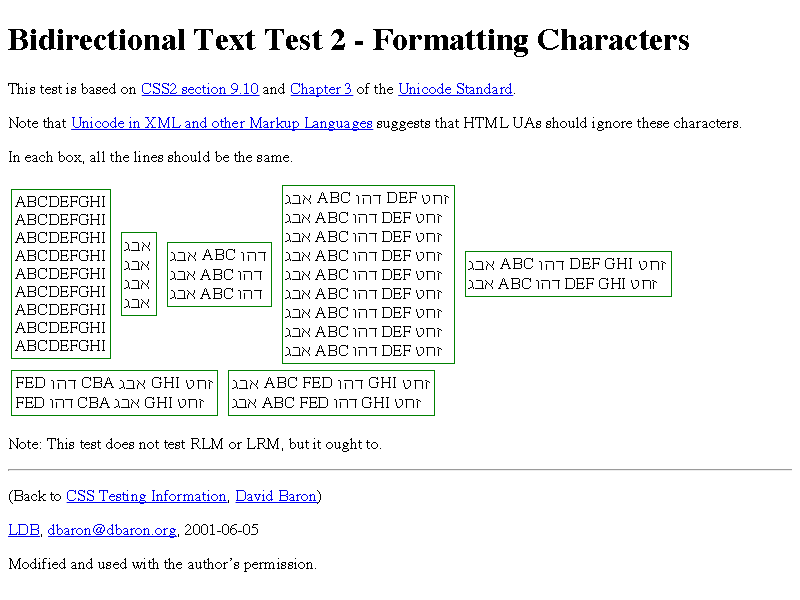 Bidirectional Text Test 2 - Formatting Characters
This test is based on CSS2 section 9.10 and Chapter 3 of the Unicode Standard.
Note that Unicode in XML and other Markup Languages suggests that HTML UAs should ignore these characters.
In each box, all the lines should be the same.
ABCDEFGHI
ABCDEFGHI
ABCDEFGHI
ABCDEFGHI
ABCDEFGHI
ABCDEFGHI
ABCDEFGHI
ABCDEFGHI
ABCDEFGHI
אבג
אבג
אבג
אבג
אבג ABC דהו
אבג ABC דהו
אבג ABC דהו
אבג ABC דהו DEF זחט
אבג ABC דהו DEF זחט
אבג ABC דהו DEF זחט
אבג ABC דהו DEF זחט
אבג ABC דהו DEF זחט
אבג ABC דהו DEF זחט
אבג ABC דהו DEF זחט
אבג ABC דהו DEF זחט
אבג ABC דהו DEF זחט
אבג ABC דהו DEF GHI זחט
אבג ABC דהו DEF GHI זחט
FED דהו CBA אבג GHI זחט
FED דהו CBA אבג GHI זחט
אבג ABC FED דהו GHI זחט
אבג ABC FED דהו GHI זחט
Note: This test does not test RLM or LRM, but it ought to.
(Back to CSS Testing Information, David Baron)
LDB, dbaron@dbaron.org, 2001-06-05
Modified and used with the author's permission.